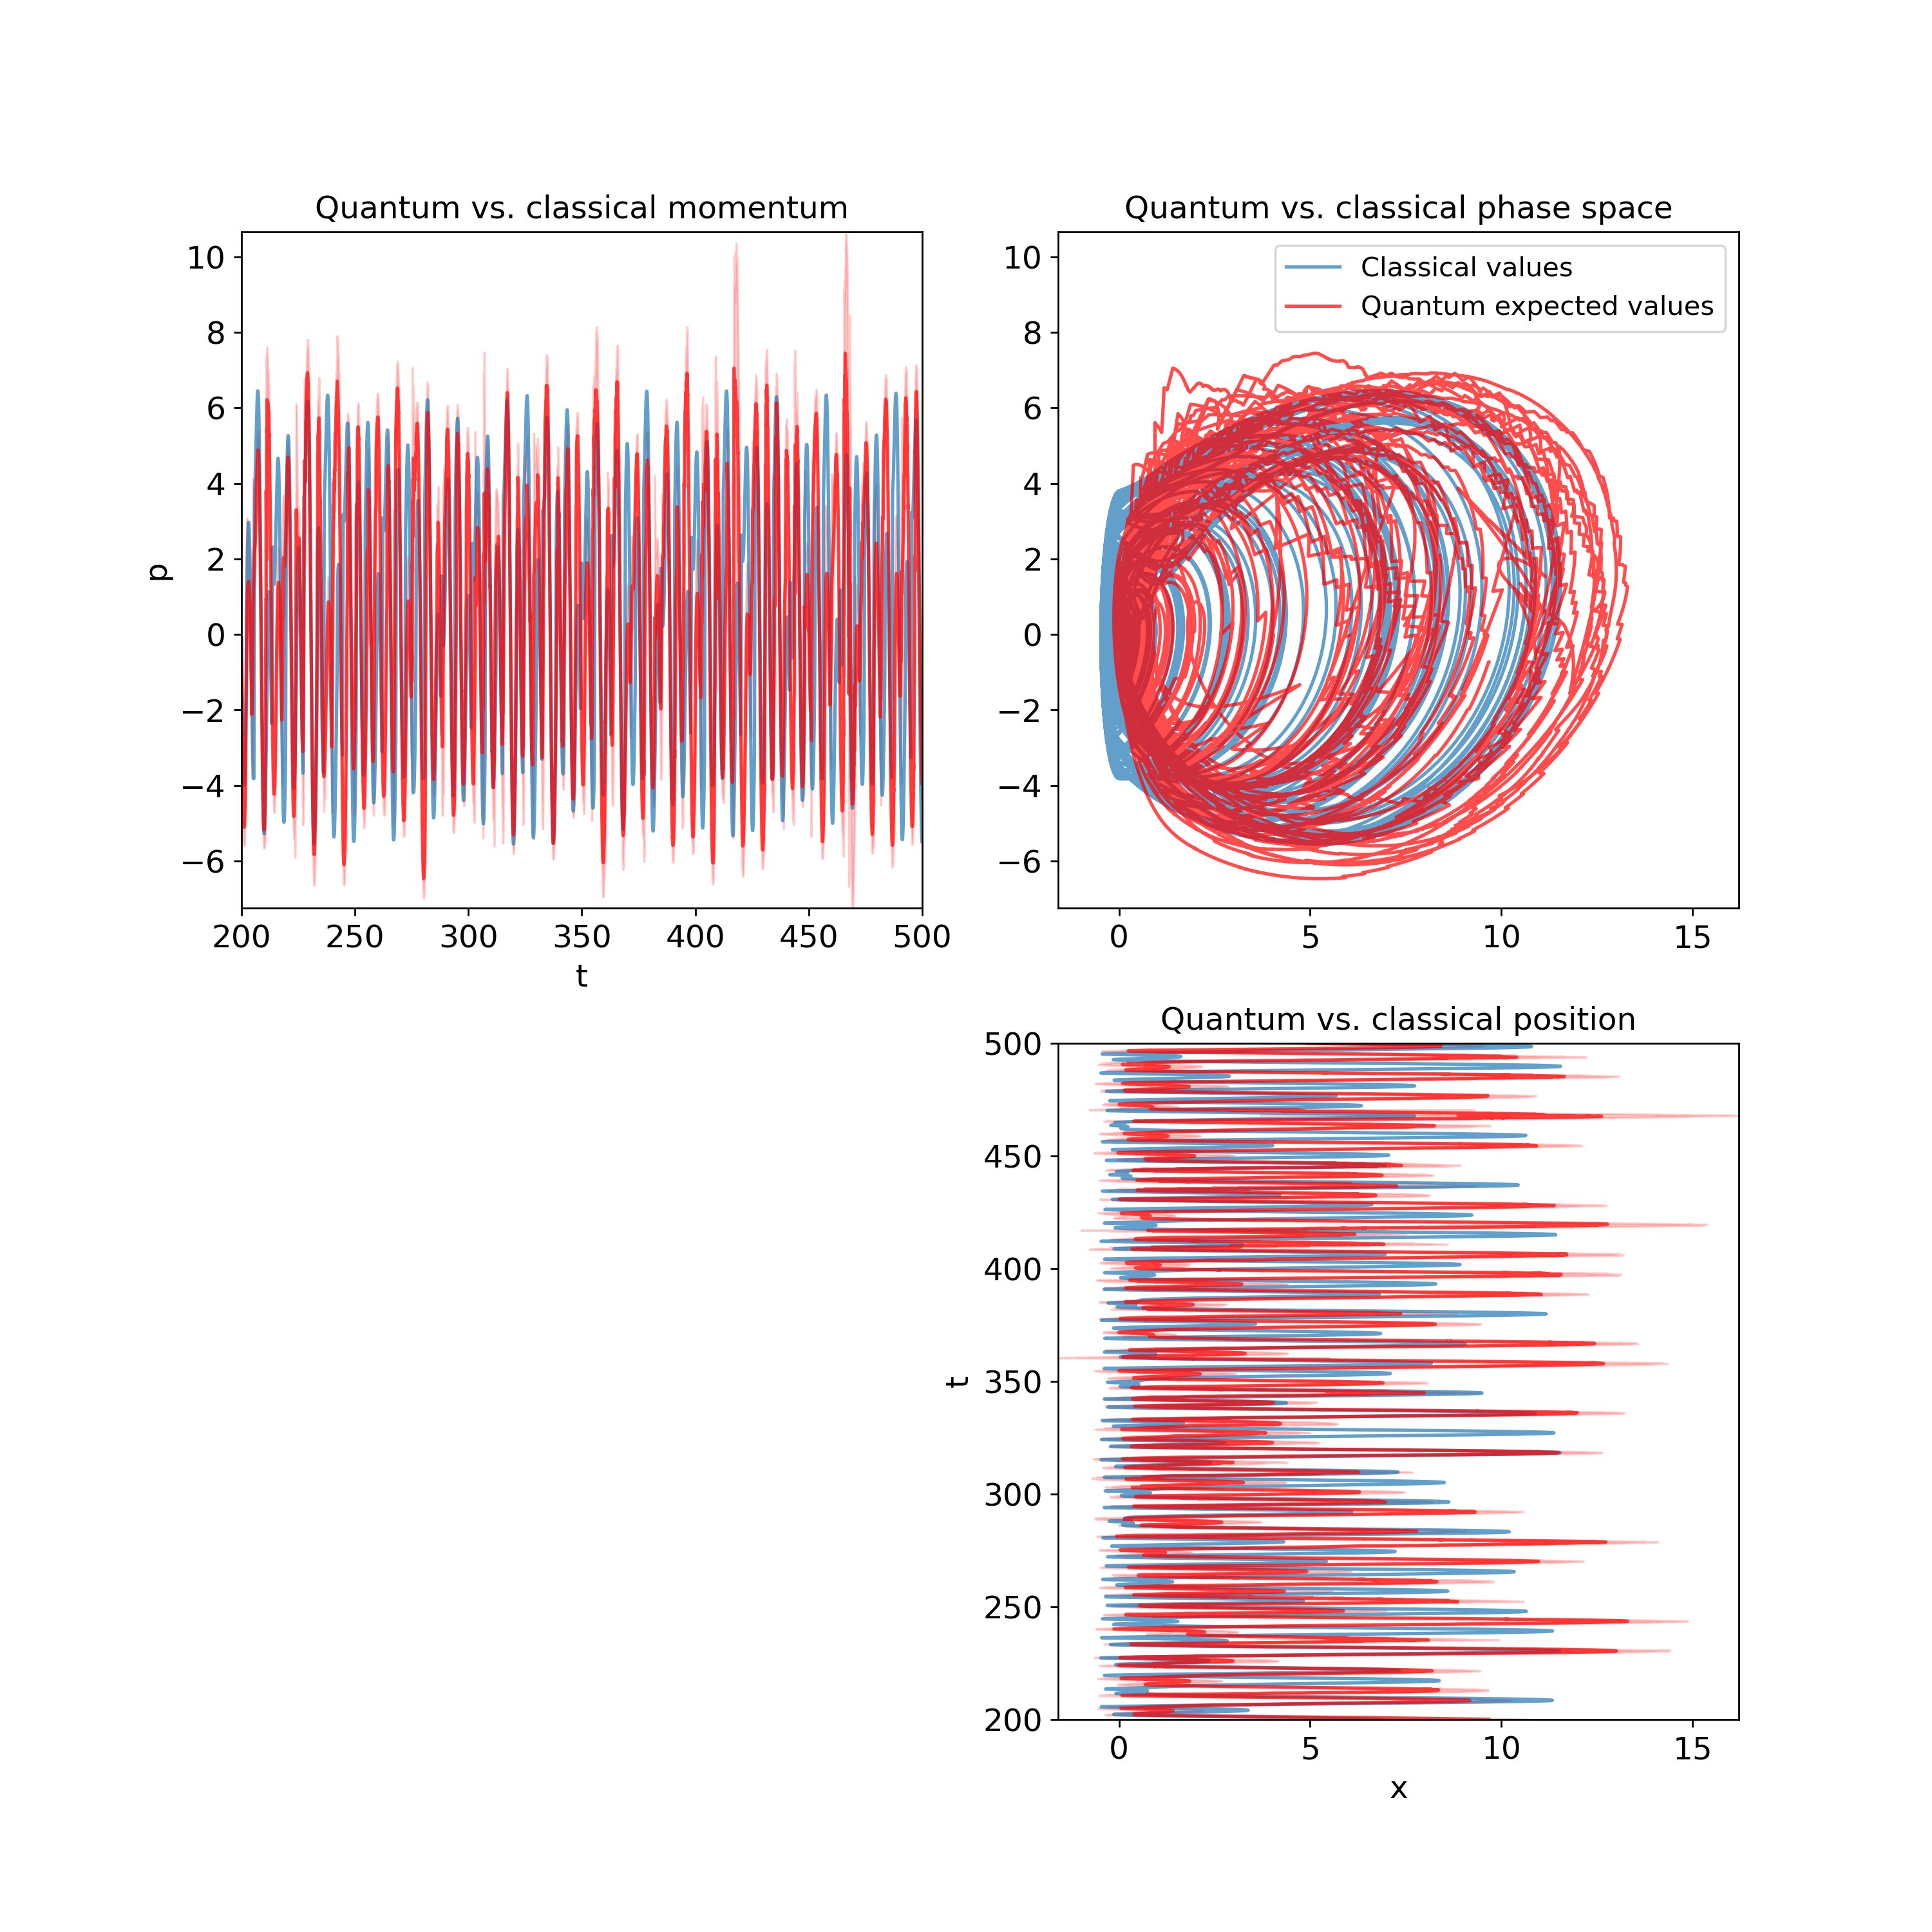 Quantum vs. classical momentum
10
8
6
4
2
0
−2
−4
−6
p
200 250 300 350 400 450 500
t
Quantum vs. classical phase space
Classical values
Quantum expected values
10
8
6
4
2
0
−2
−4
−6
0 5 10 15
Quantum vs. classical position
500
450
400
350
300
250
200
t
0 5 10 15
x